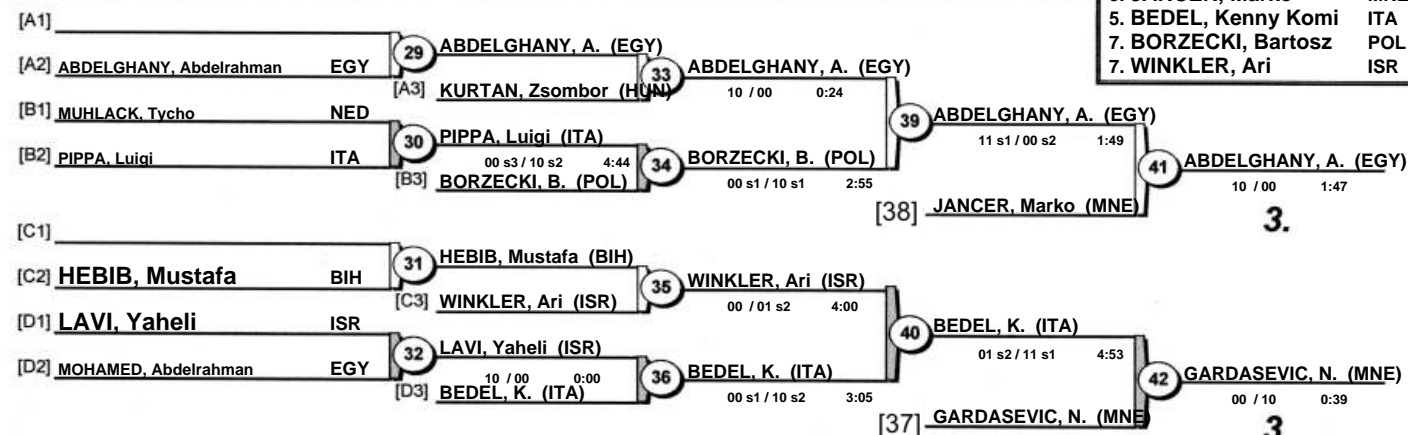 5. BEDEL, Kenny Komi ITA
7. BORZECKI, Bartosz POL
7. WINKLER, Ari ISR
[A1]
[A2] ABDELGHANY, Abdelrahman EGY
29 ABDELGHANY, A. (EGY)
[A3] KURTAN, Zsombor (HUN)
33 ABDELGHANY, A. (EGY)
10 / 00 0:24
[B1] MUHLACK, Tycho NED
[B2] PIPPA, Luigi ITA
30 PIPPA, Luigi (ITA)
00 s3 / 10 s2 4:44
[B3] BORZECKI, B. (POL)
34 BORZECKI, B. (POL)
00 s1 / 10 s1 2:55
39 ABDELGHANY, A. (EGY)
11 s1 / 00 s2 1:49
[38] JANCER, Marko (MNE)
41 ABDELGHANY, A. (EGY)
10 / 00 1:47
3.
[C1]
[C2] HEBIB, Mustafa BIH
31 HEBIB, Mustafa (BIH)
[C3] WINKLER, Ari (ISR)
35 WINKLER, Ari (ISR)
00 / 01 s2 4:00
[D1] LAVI, Yaheli ISR
[D2] MOHAMED, Abdelrahman EGY
32 LAVI, Yaheli (ISR)
10 / 00 0:00
[D3] BEDEL, K. (ITA)
36 BEDEL, K. (ITA)
00 s1 / 10 s2 3:05
40 BEDEL, K. (ITA)
01 s2 / 11 s1 4:53
[37] GARDASEVIC, N. (MNE)
42 GARDASEVIC, N. (MNE)
00 / 10 0:39
3